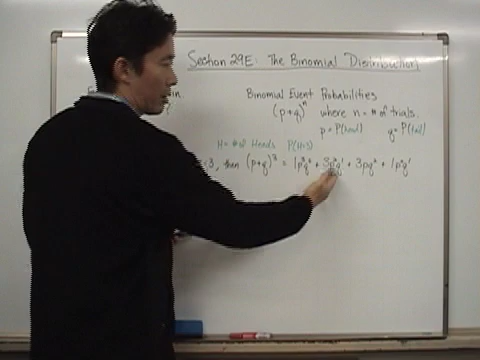 Section 29E: The Binomial Distribution
Binomial Event Probabilities
?
(p+q)ⁿ where n = # of trials.
p = P(head) q = P(tail)
H = # of Heads P(H=3)
=3, then (p+q)³ = 1p³q⁰ + 3p²q¹ + 3pq² + 1p⁰q¹